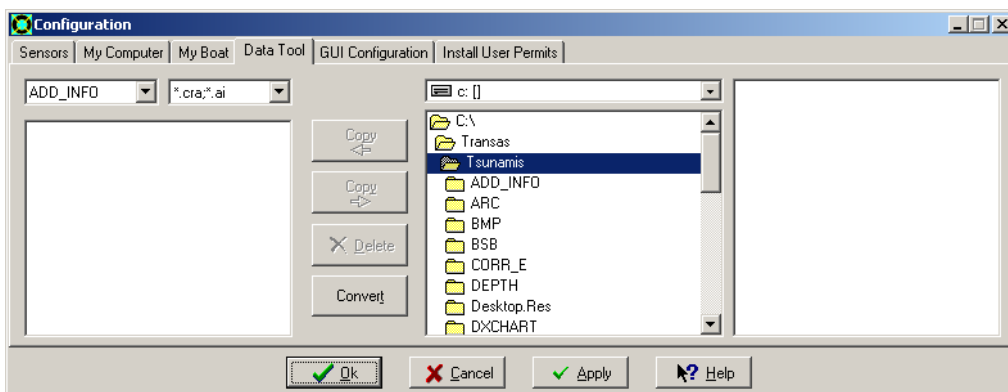 Configuration
Sensors My Computer My Boat Data Tool GUI Configuration Install User Permits
ADD_INFO *.cra;*.ai c: []
C:\
Transas
Tsunamis
ADD_INFO
ARC
BMP
BSB
CORR_E
DEPTH
Desktop.Res
DXCHART
Copy
Copy
Delete
Convert
Ok Cancel Apply Help